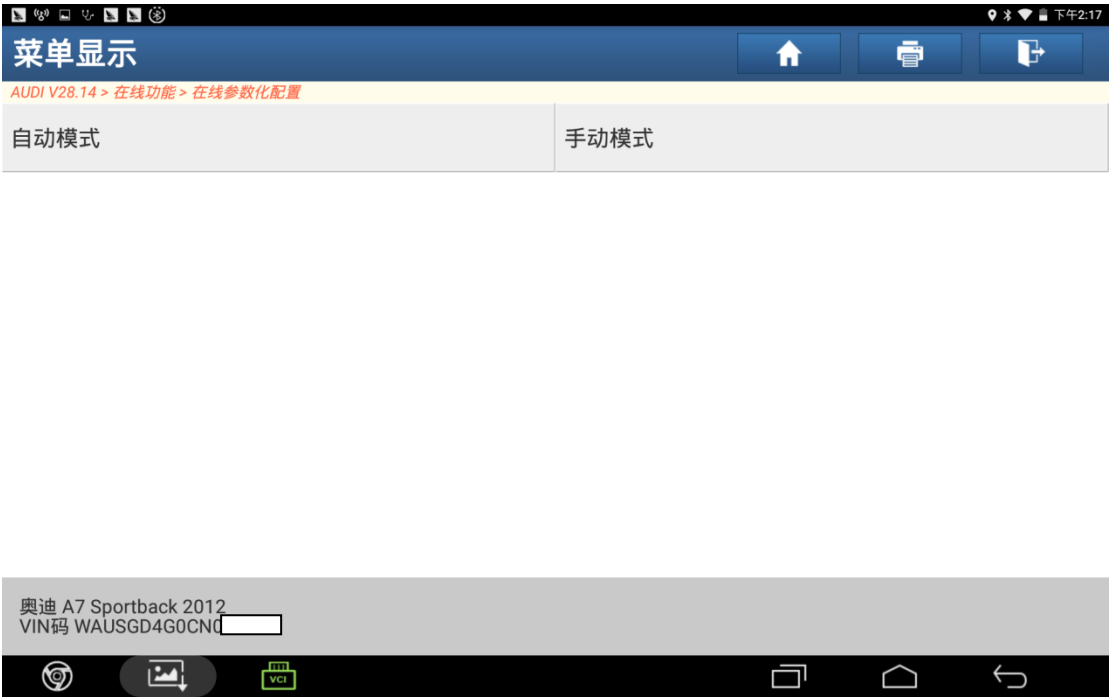 下午2:17
菜单显示
AUDI V28.14 > 在线功能 > 在线参数化配置
自动模式
手动模式
奥迪 A7 Sportback 2012
VIN码 WAUSGD4G0CN0
VCI